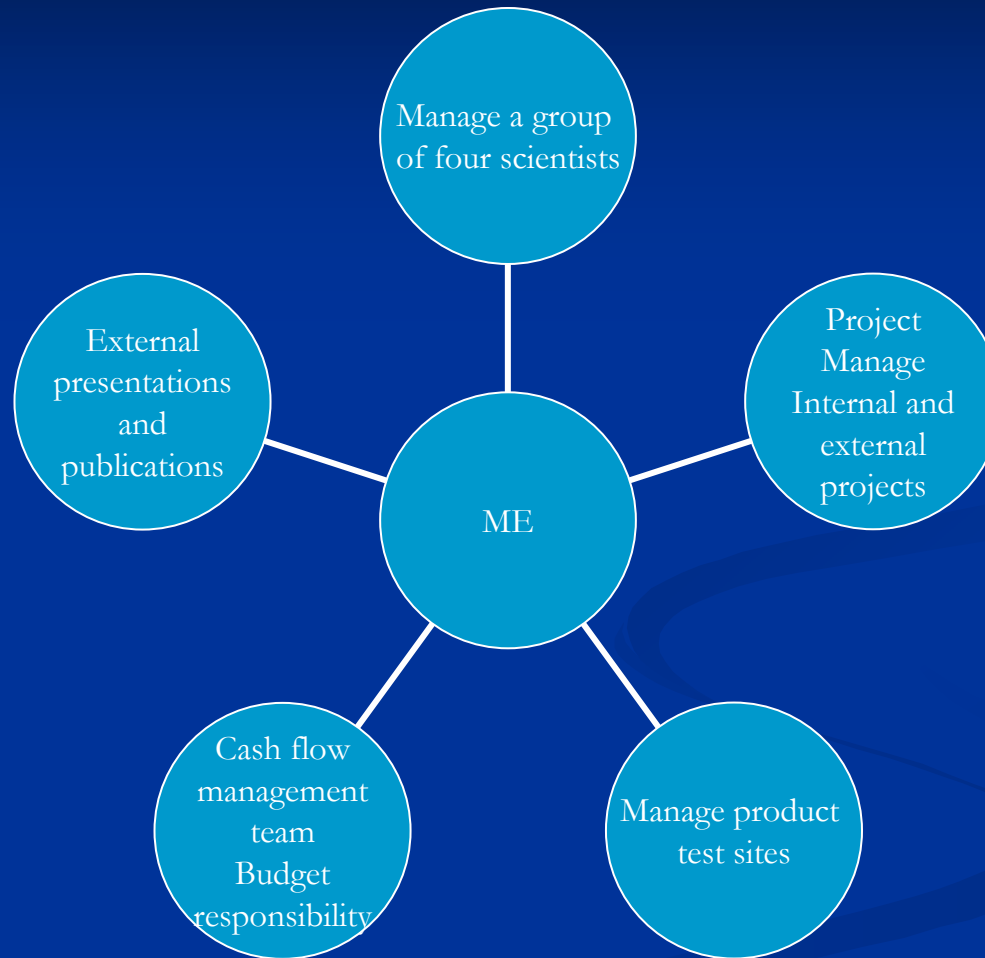 Manage a group
of four scientists
External
presentations
and
publications
Project
Manage
Internal and
external
projects
ME
Cash flow
management
team
Budget
responsibility
Manage product
test sites